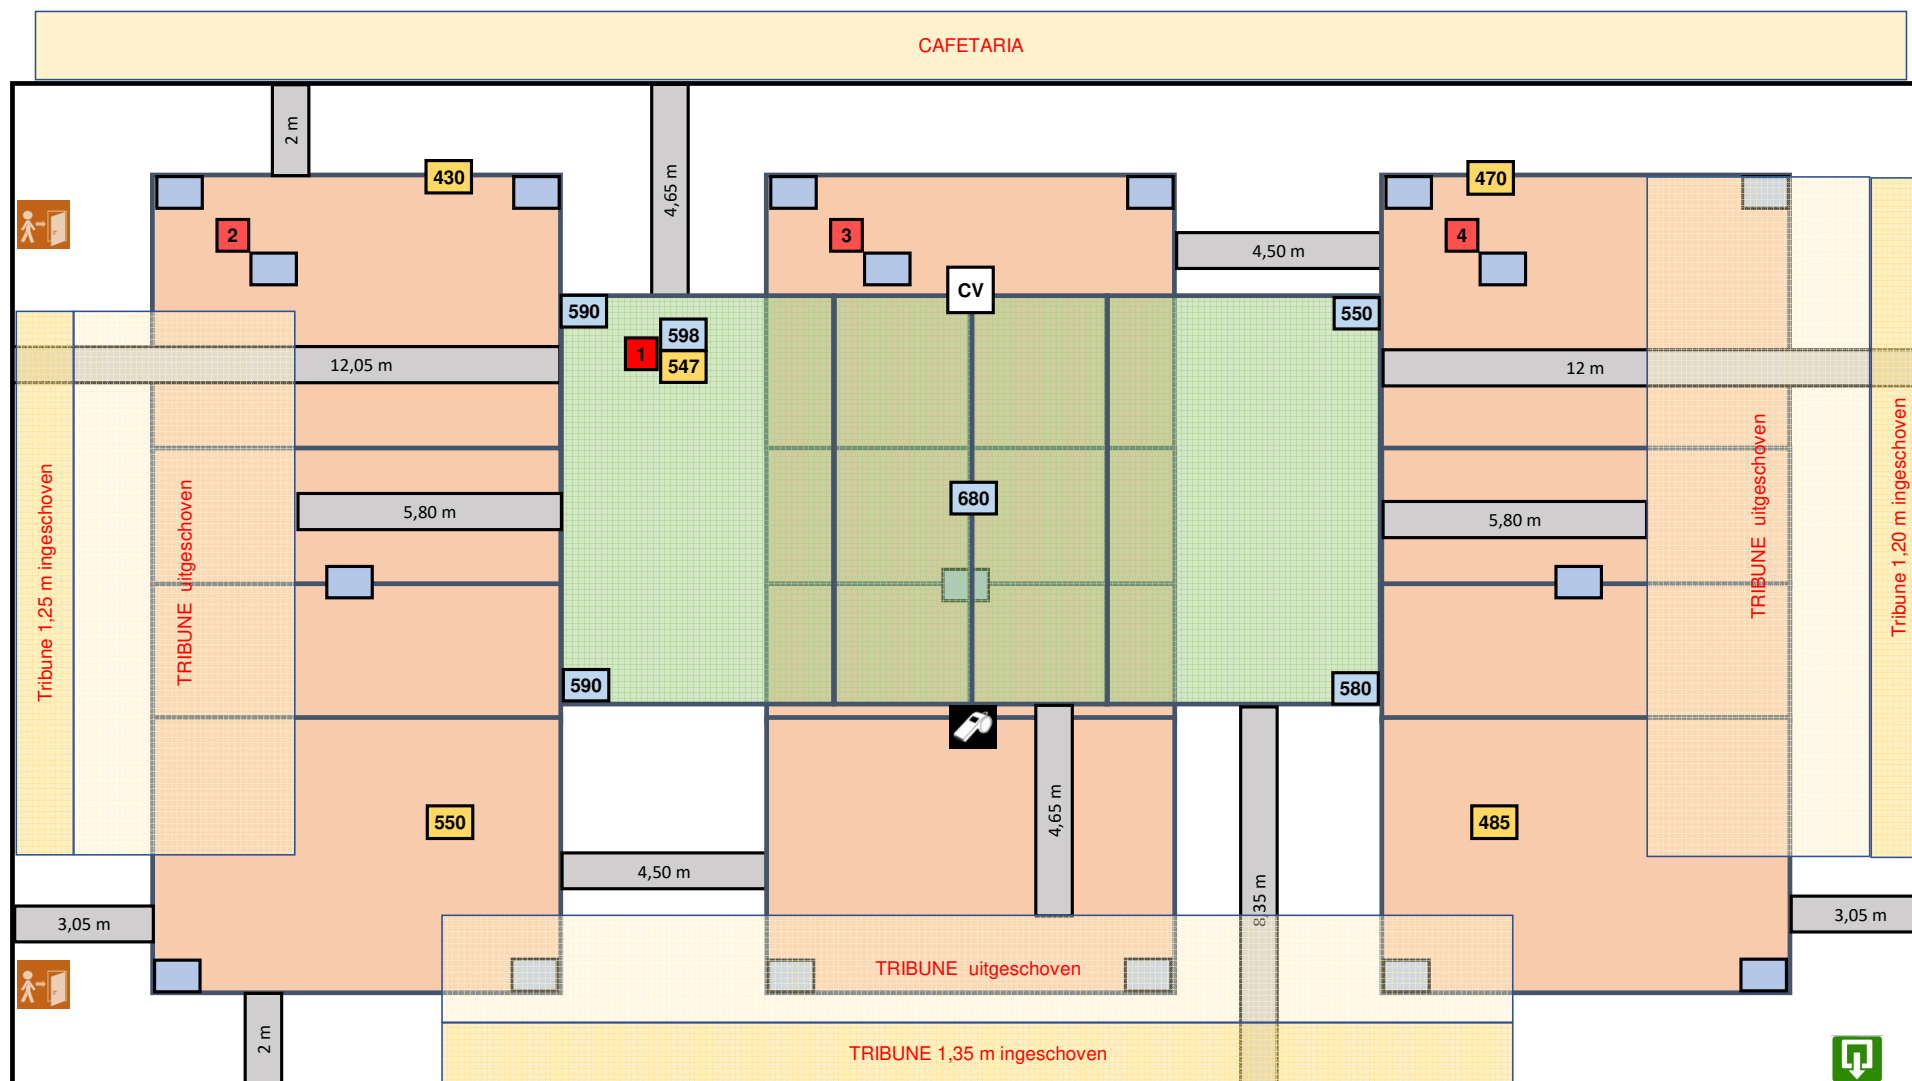 CAFETARIA
2 m
4,65 m
430
470
2
3
4
4,50 m
CV
590
550
598
1
547
12,05 m
12 m
680
5,80 m
5,80 m
Tribune 1,25 m ingeschoven
TRIBUNE uitgeschoven
TRIBUNE uitgeschoven
Tribune 1,20 m ingeschoven
590
580
4,65 m
550
485
4,50 m
8,35 m
3,05 m
3,05 m
TRIBUNE uitgeschoven
2 m
TRIBUNE 1,35 m ingeschoven